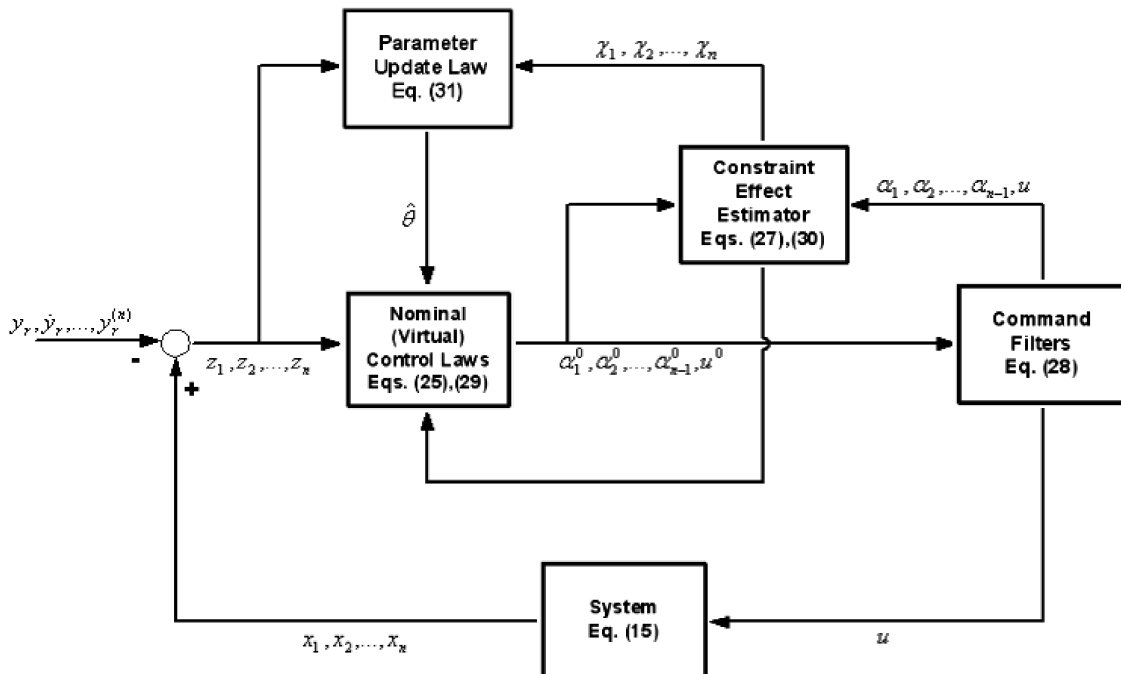 Parameter
Update Law
Eq. (31)
χ₁, χ₂, ..., χₙ
Constraint
Effect
Estimator
Eqs. (27),(30)
α₁, α₂, ..., αₙ₋₁, u
θ̂
yᵣ, ẏᵣ, ..., yᵣ⁽ⁿ⁾
-
+
z₁, z₂, ..., zₙ
Nominal
(Virtual)
Control Laws
Eqs. (25),(29)
α₁⁰, α₂⁰, ..., αₙ₋₁⁰, u⁰
Command
Filters
Eq. (28)
System
Eq. (15)
x₁, x₂, ..., xₙ
u